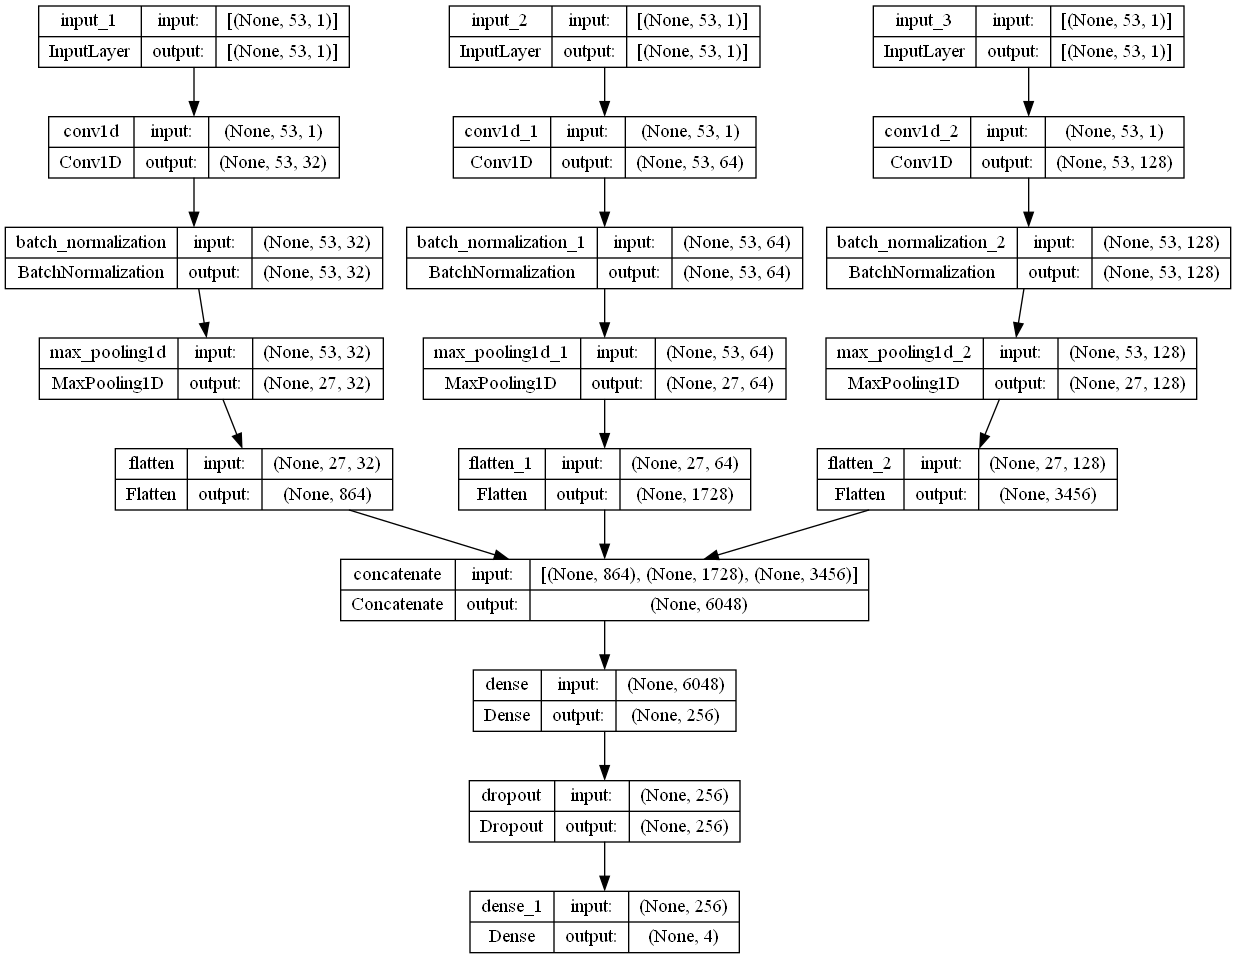 input_1 input: [(None, 53, 1)]
InputLayer output: [(None, 53, 1)]
input_2 input: [(None, 53, 1)]
InputLayer output: [(None, 53, 1)]
input_3 input: [(None, 53, 1)]
InputLayer output: [(None, 53, 1)]
conv1d input: (None, 53, 1)
Conv1D output: (None, 53, 32)
conv1d_1 input: (None, 53, 1)
Conv1D output: (None, 53, 64)
conv1d_2 input: (None, 53, 1)
Conv1D output: (None, 53, 128)
batch_normalization input: (None, 53, 32)
BatchNormalization output: (None, 53, 32)
batch_normalization_1 input: (None, 53, 64)
BatchNormalization output: (None, 53, 64)
batch_normalization_2 input: (None, 53, 128)
BatchNormalization output: (None, 53, 128)
max_pooling1d input: (None, 53, 32)
MaxPooling1D output: (None, 27, 32)
max_pooling1d_1 input: (None, 53, 64)
MaxPooling1D output: (None, 27, 64)
max_pooling1d_2 input: (None, 53, 128)
MaxPooling1D output: (None, 27, 128)
flatten input: (None, 27, 32)
Flatten output: (None, 864)
flatten_1 input: (None, 27, 64)
Flatten output: (None, 1728)
flatten_2 input: (None, 27, 128)
Flatten output: (None, 3456)
concatenate input: [(None, 864), (None, 1728), (None, 3456)]
Concatenate output: (None, 6048)
dense input: (None, 6048)
Dense output: (None, 256)
dropout input: (None, 256)
Dropout output: (None, 256)
dense_1 input: (None, 256)
Dense output: (None, 4)